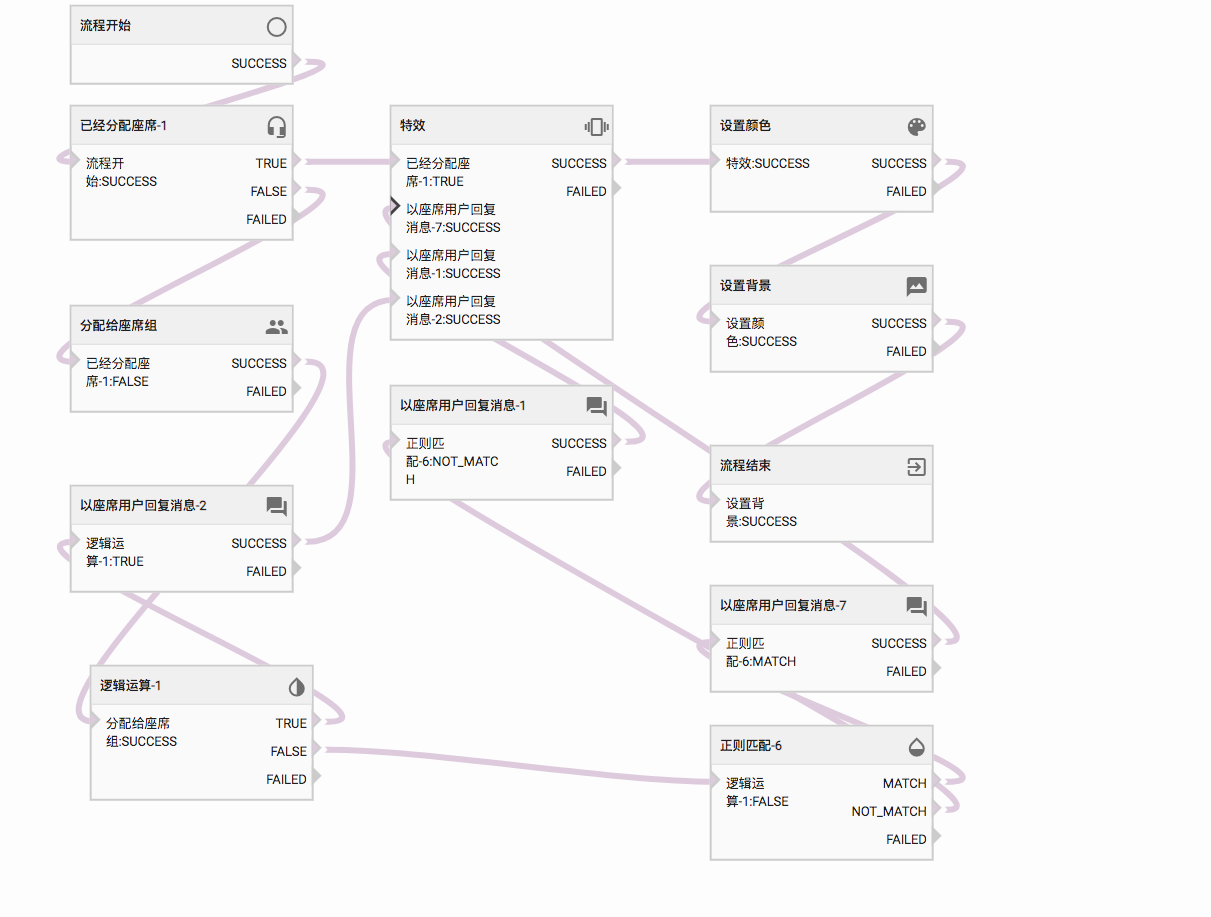 流程开始
SUCCESS
已经分配座席-1
流程开
始:SUCCESS
TRUE
FALSE
FAILED
特效
已经分配座
席-1:TRUE
以座席用户回复
消息-7:SUCCESS
以座席用户回复
消息-1:SUCCESS
以座席用户回复
消息-2:SUCCESS
SUCCESS
FAILED
设置颜色
特效:SUCCESS
SUCCESS
FAILED
设置背景
设置颜
色:SUCCESS
SUCCESS
FAILED
分配给座席组
已经分配座
席-1:FALSE
SUCCESS
FAILED
以座席用户回复消息-1
正则匹
配-6:NOT_MATC
H
SUCCESS
FAILED
流程结束
设置背
景:SUCCESS
以座席用户回复消息-2
逻辑运
算-1:TRUE
SUCCESS
FAILED
以座席用户回复消息-7
正则匹
配-6:MATCH
SUCCESS
FAILED
逻辑运算-1
分配给座席
组:SUCCESS
TRUE
FALSE
FAILED
正则匹配-6
逻辑运
算-1:FALSE
MATCH
NOT_MATCH
FAILED